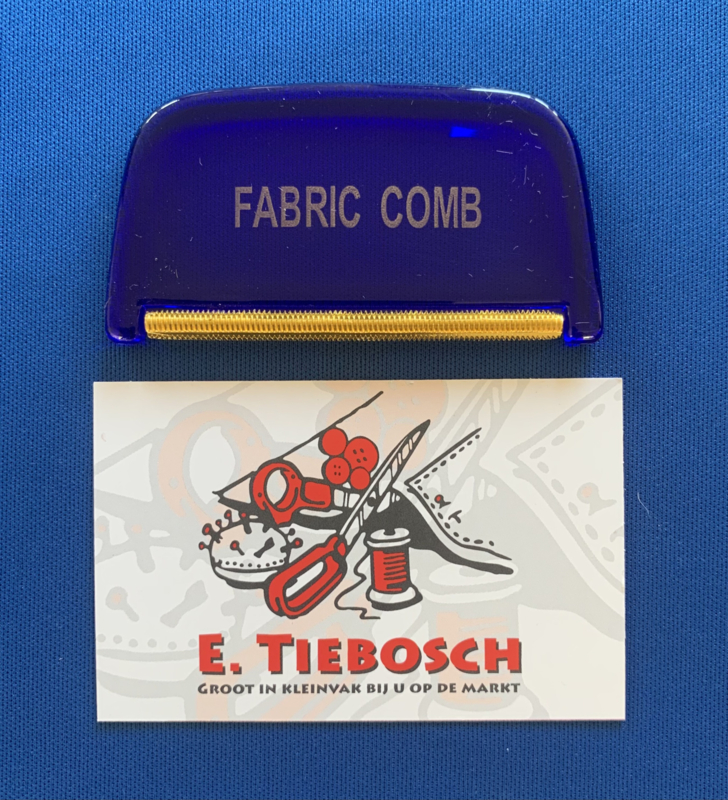 FABRIC COMB
E. TIEBOSCH
GROOT IN KLEINVAK BIJ U OP DE MARKT